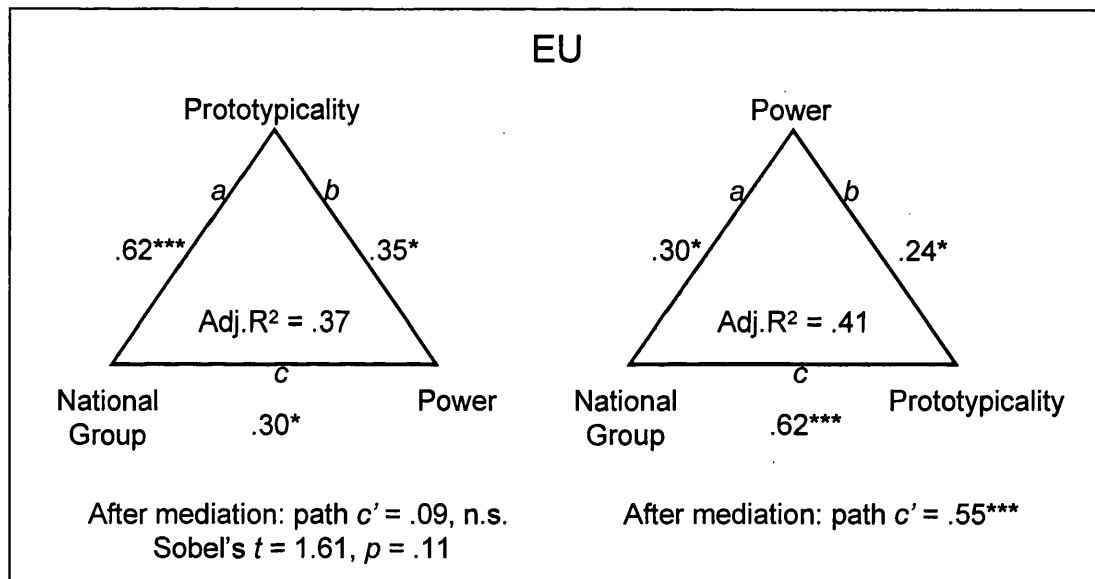 EU
Prototypicality
a
b
.62***
.35*
Adj.R² = .37
c
National
Group
Power
.30*
After mediation: path c' = .09, n.s.
Sobel's t = 1.61, p = .11
Power
a
b
.30*
.24*
Adj.R² = .41
c
National
Group
Prototypicality
.62***
After mediation: path c' = .55***